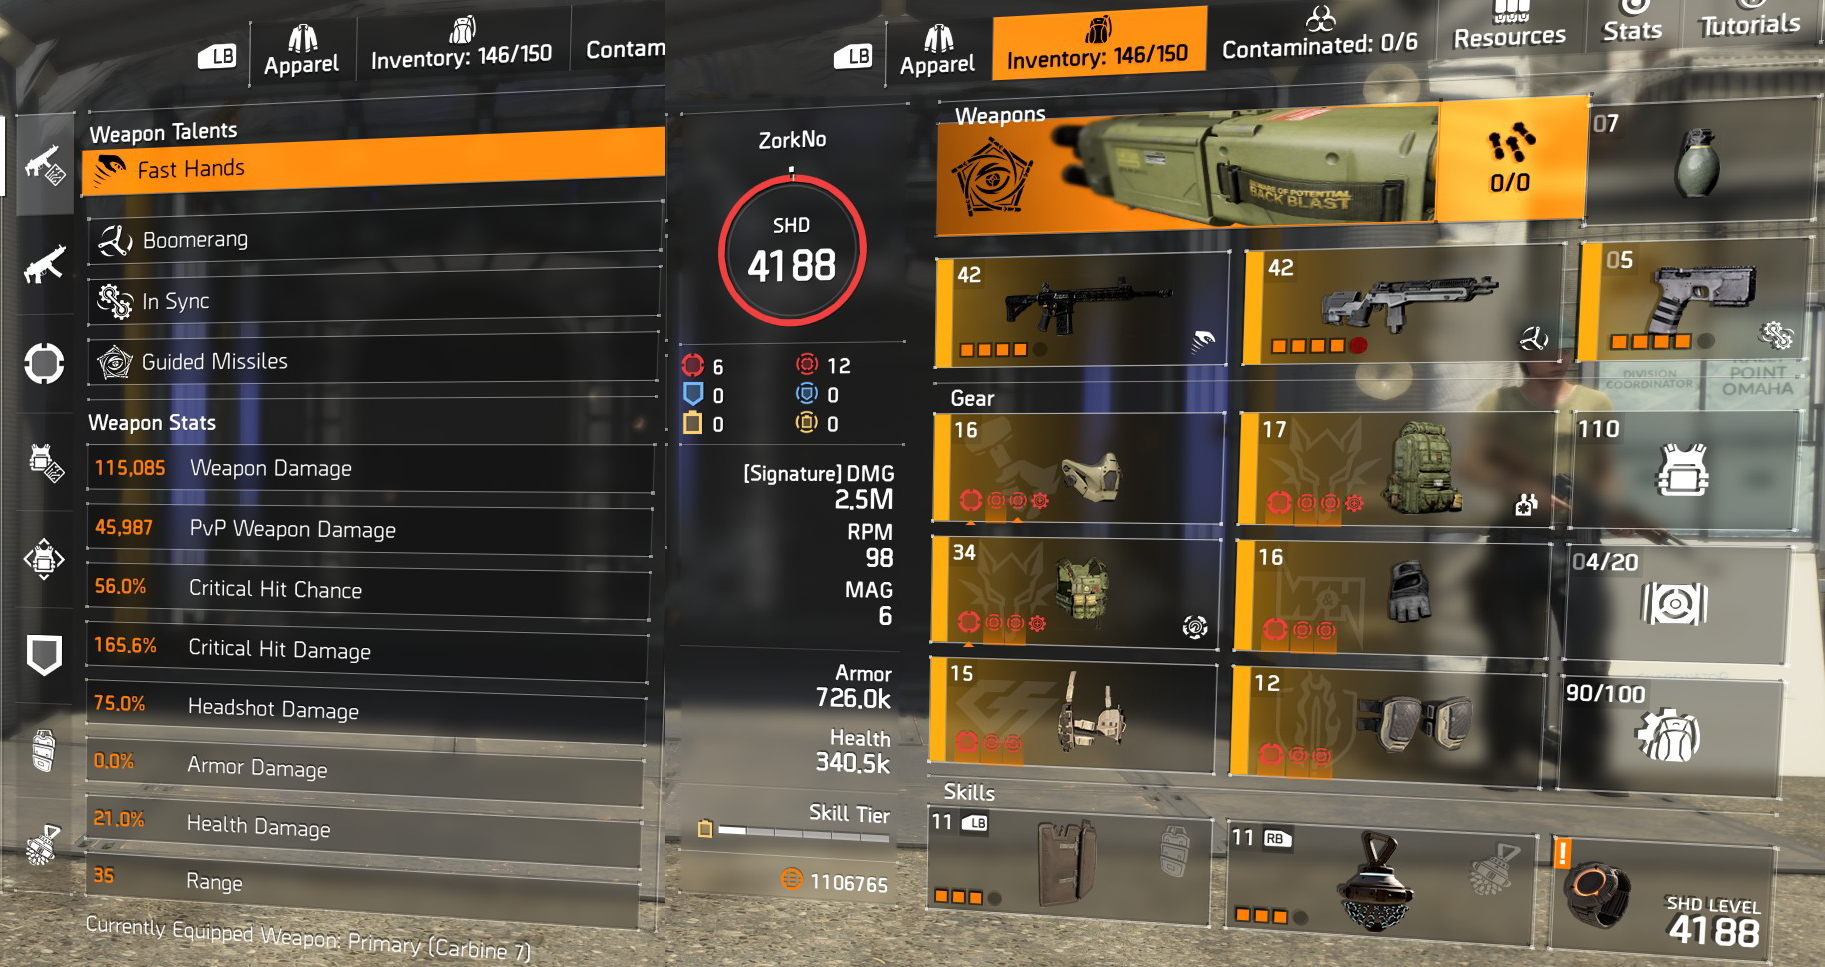 LB
Apparel
Inventory: 146/150
Contam
Weapon Talents
Fast Hands
Boomerang
In Sync
Guided Missiles
Weapon Stats
115,085 Weapon Damage
45,987 PvP Weapon Damage
56.0% Critical Hit Chance
165.6% Critical Hit Damage
75.0% Headshot Damage
0.0% Armor Damage
21.0% Health Damage
35 Range
Currently Equipped Weapon: Primary (Carbine 7)
LB
Apparel
Inventory: 146/150
Contaminated: 0/6
Resources
Stats
Tutorials
ZorkNo
SHD
4188
6 12
0 0
0 0
[Signature] DMG
2.5M
RPM
98
MAG
6
Armor
726.0k
Health
340.5k
Skill Tier
1106765
Weapons
BACK BLAST
0/0
07
42
42
05
DIVISION
COORDINATOR
POINT
OMAHA
Gear
16
17
110
34
16
04/20
15
12
90/100
Skills
11 LB
11 RB
!
SHD LEVEL
4188